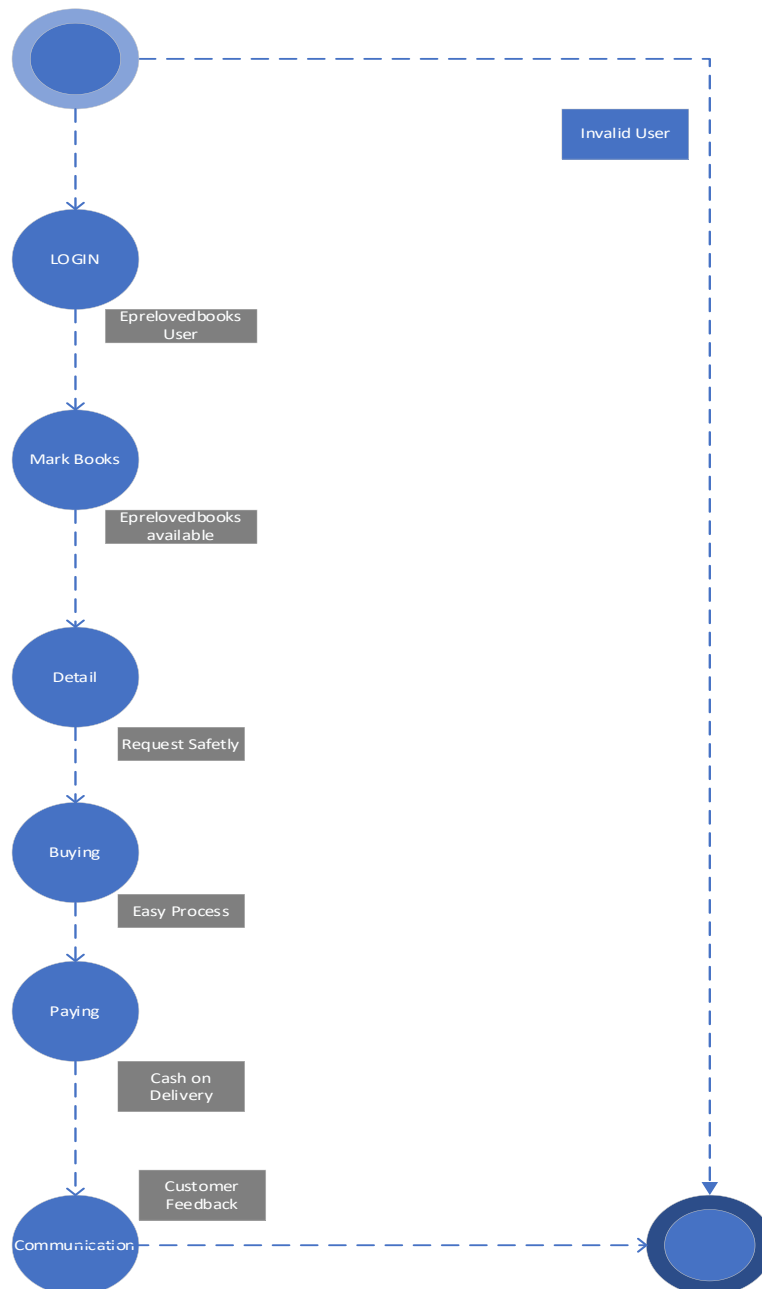 Invalid User
LOGIN
Eprelovedbooks
User
Mark Books
Eprelovedbooks
available
Detail
Request Safetly
Buying
Easy Process
Paying
Cash on
Delivery
Customer
Feedback
Communication